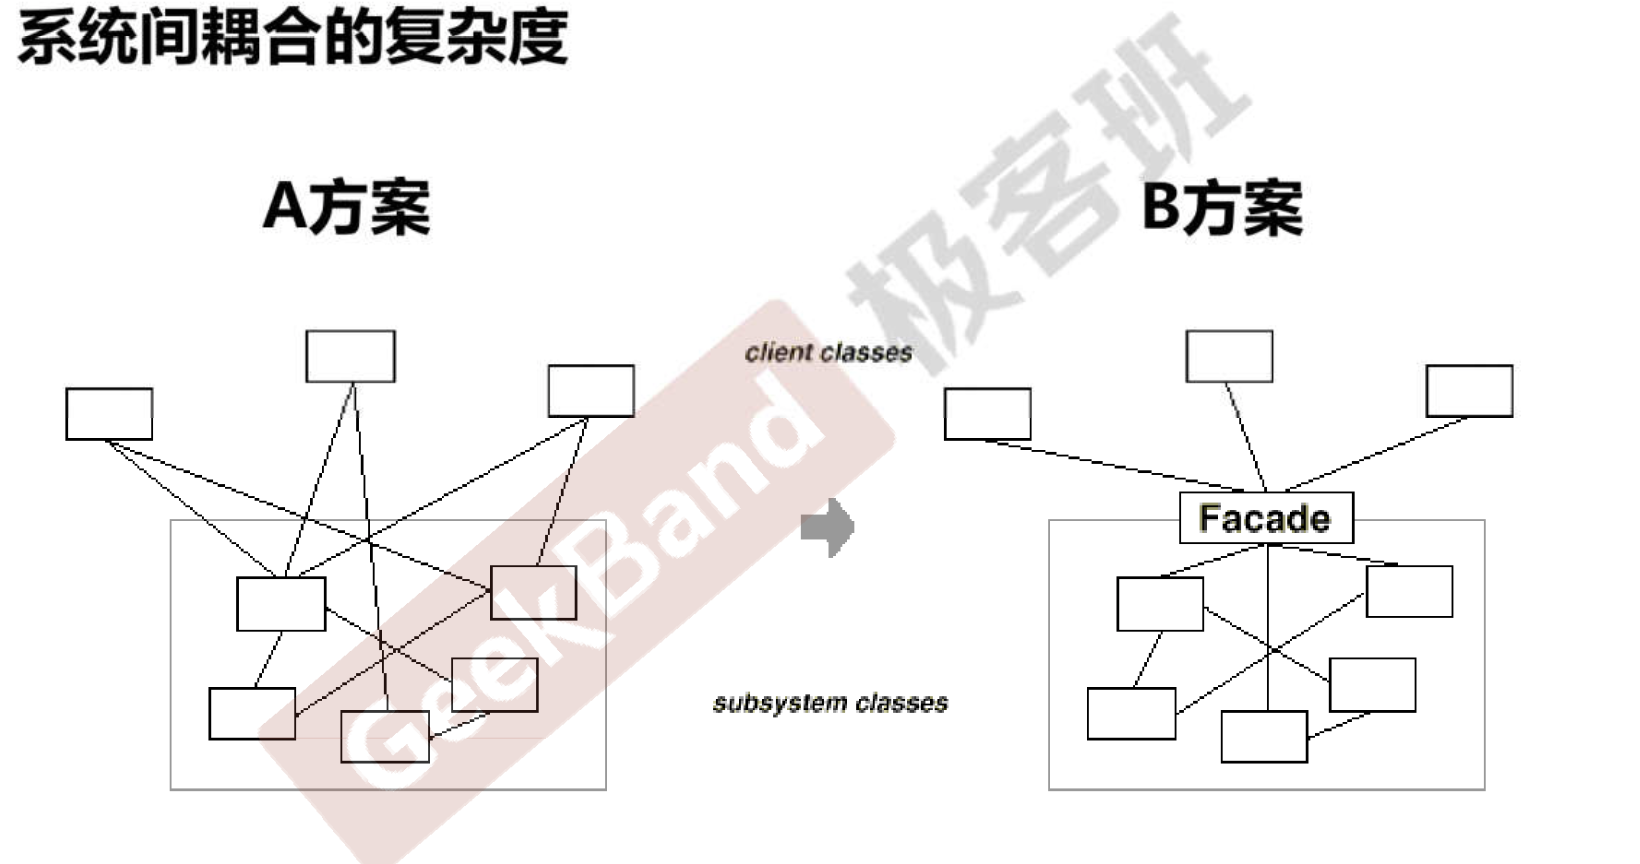 系统间耦合的复杂度
A方案
B方案
极客班
GeekBand
client classes
Facade
subsystem classes